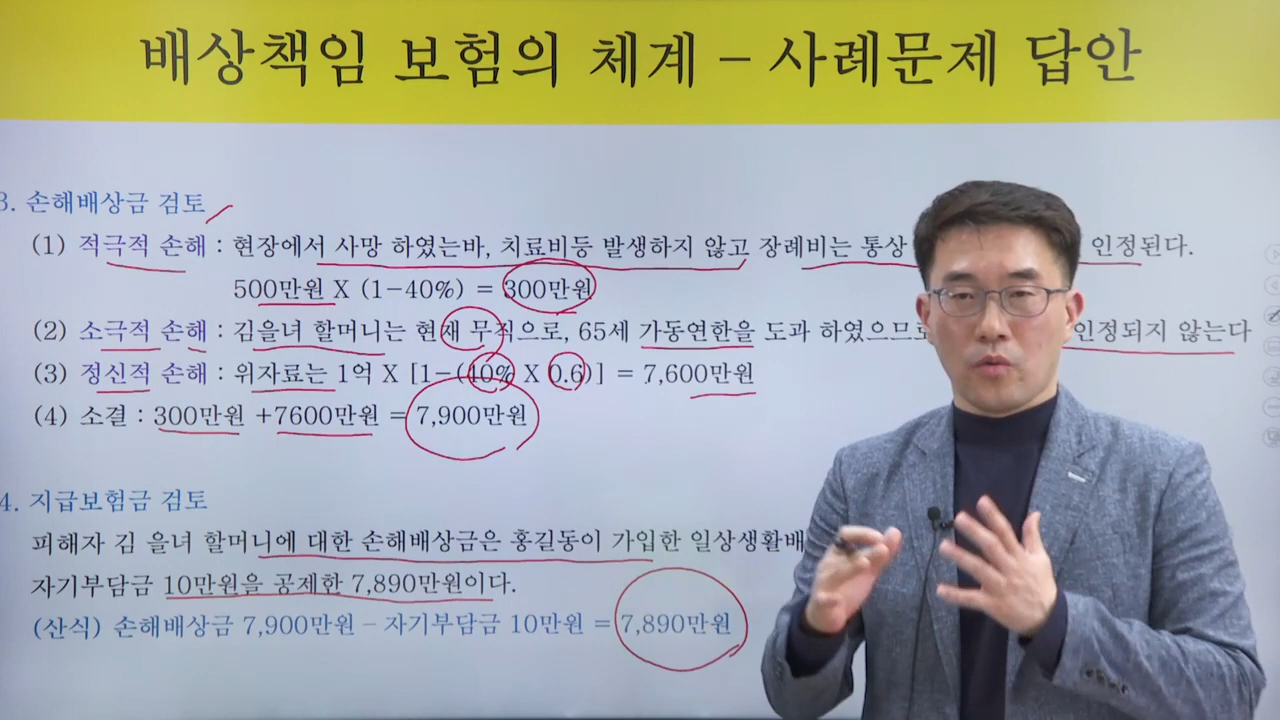 배상책임 보험의 체계 – 사례문제 답안
3. 손해배상금 검토
(1) 적극적 손해 : 현장에서 사망 하였는바, 치료비등 발생하지 않고 장례비는 통상 인정된다.
500만원 X (1-40%) = 300만원
(2) 소극적 손해 : 김을녀 할머니는 현재 무직으로, 65세 가동연한을 도과 하였으므로 인정되지 않는다
(3) 정신적 손해 : 위자료는 1억 X [1-(40% X 0.6)] = 7,600만원
(4) 소결 : 300만원 +7600만원 = 7,900만원
4. 지급보험금 검토
피해자 김 을녀 할머니에 대한 손해배상금은 홍길동이 가입한 일상생활배
자기부담금 10만원을 공제한 7,890만원이다.
(산식) 손해배상금 7,900만원 – 자기부담금 10만원 = 7,890만원